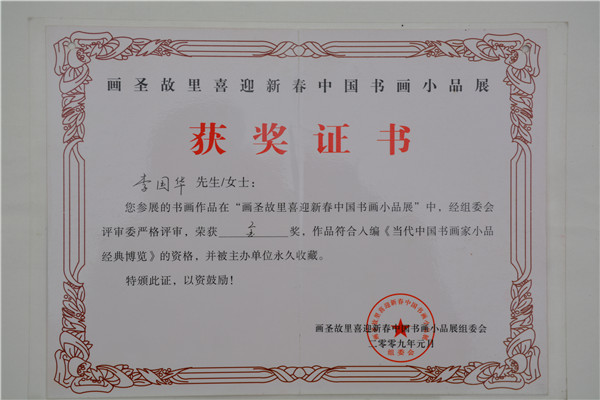 画圣故里喜迎新春中国书画小品展
获奖证书
李国华 先生/女士：
您参展的书画作品在“画圣故里喜迎新春中国书画小品展”中，经组委会
评审委严格评审，荣获 奖，作品符合入编《当代中国书画家小品
经典博览》的资格，并被主办单位永久收藏。
特颁此证，以资鼓励！
画圣故里喜迎新春中国书画小品展组委会
二零零九年元月
组委会